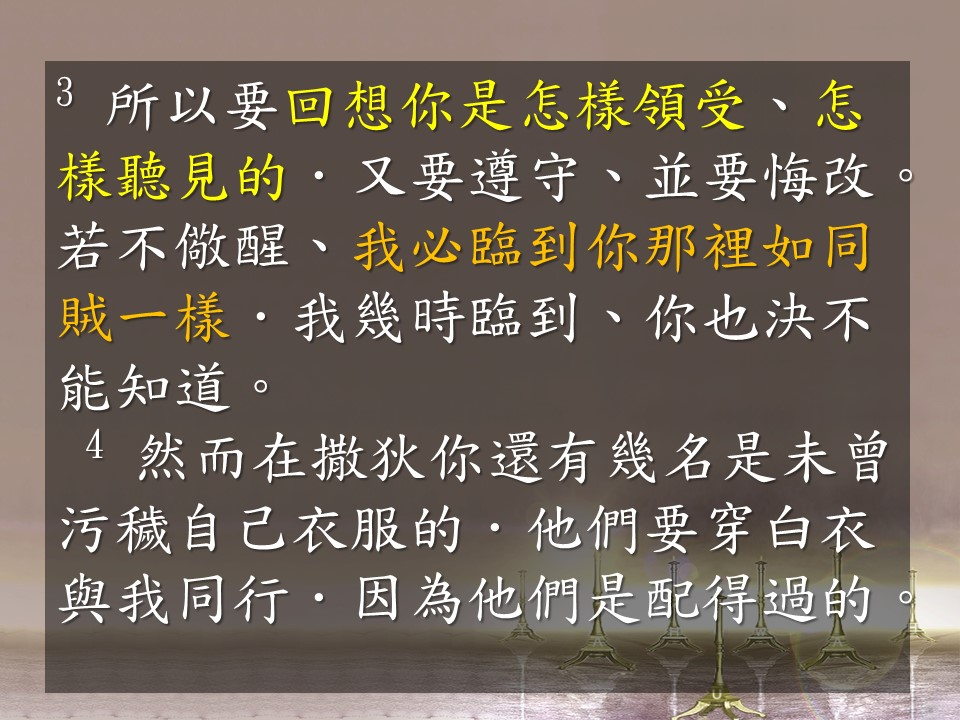 3 所以要回想你是怎樣領受、怎
樣聽見的．又要遵守、並要悔改。
若不儆醒、我必臨到你那裡如同
賊一樣．我幾時臨到、你也決不
能知道。
4 然而在撒狄你還有幾名是未曾
污穢自己衣服的．他們要穿白衣
與我同行．因為他們是配得過的。